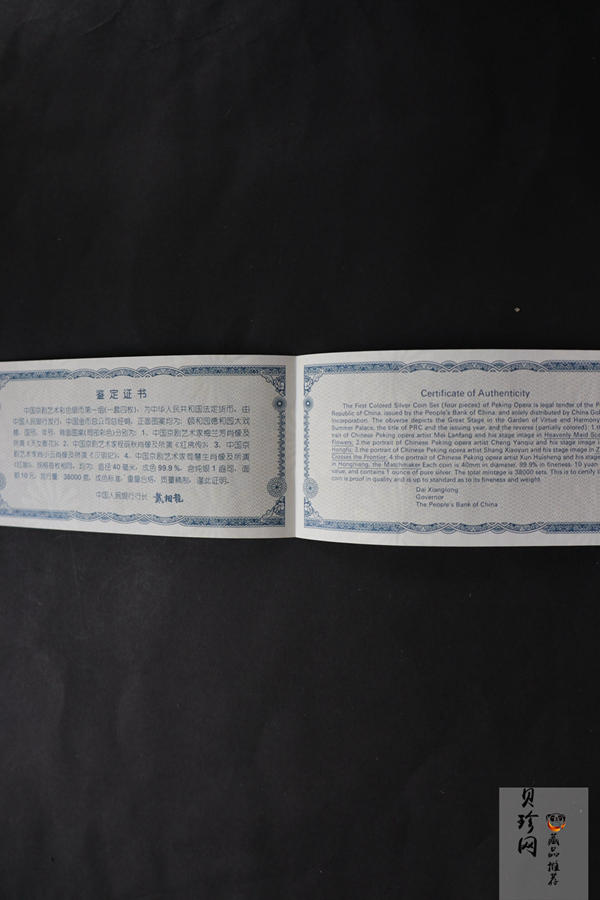 鉴定证书
中国京剧艺术彩色银币第一组(一套四枚)，为中华人民共和国法定货币。由
中国人民银行发行，中国金币总公司总经销，正面图案均为：颐和园德和园大戏
楼、国号、年号，背面图案(局部彩色)分别为：1、中国京剧艺术家梅兰芳肖像及
所演《天女散花》；2、中国京剧艺术家程砚秋肖像及所演《红拂传》；3、中国京
剧艺术家尚小云肖像及所演《汉明妃》；4、中国京剧艺术家荀慧生肖像及所演
《红娘》。规格各枚相同，均为：直径40毫米，成色99.9%，含纯银1盎司，面
额10元，发行量：38000套。成色标准，重量合格，质量精彩，谨此证明。
中国人民银行行长 戴相龙
Certificate of Authenticity
The First Colored Silver Coin Set (four pieces) of Peking Opera is legal tender of the P
Republic of China, issued by the People's Bank of China, and solely distributed by China Gol
Incorporation. The obverse depicts the Great Stage in the Garden of Virtue and Harmony
Summer Palace, the title of PRC and the issuing year, and the reverse (partially colored): 1.t
trait of Chinese Peking opera artist Mei Lanfang and his stage image in Heavenly Maid Sca
Flowers, 2.the portrait of Chinese Peking opera artist Cheng Yanqiu and his stage image
Hongfu, 3.the portrait of Chinese Peking opera artist Shang Xiaoyun and his stage image in Z
Crosses the Frontier, 4.the portrait of Chinese Peking opera artist Xun Huisheng and his stage
in Hongniang, the Matchmaker Each coin is 40mm in diameter, 99.9% in fineness, 10 yuan
value, and contains 1 ounce of pure silver. The total mintage is 38000 sets. This is to certify t
coin is proof in quality and is up to standard as to its fineness and weight.
Dai Xianglong
Governor
The People's Bank of China
贝珍网
藏品推荐